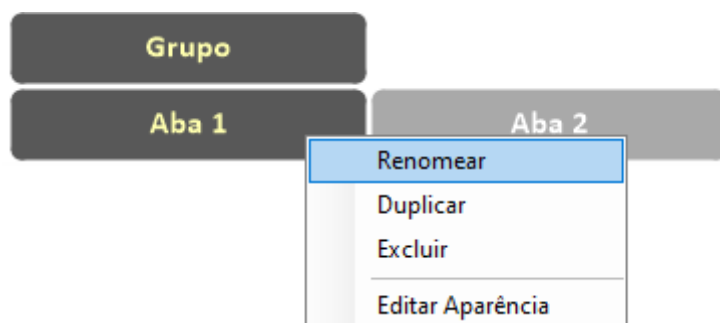 Grupo
Aba 1
Aba 2
Renomear
Duplicar
Excluir
Editar Aparência